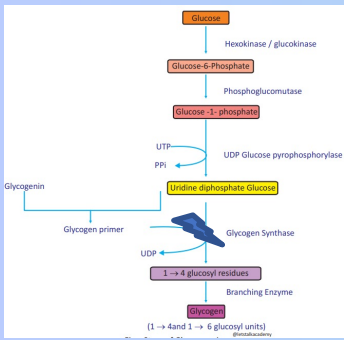 Glucose
Hexokinase / glucokinase
Glucose-6-Phosphate
Phosphoglucomutase
Glucose -1- phosphate
UTP
UDP Glucose pyrophosphorylase
PPi
Glycogenin
Uridine diphosphate Glucose
Glycogen primer
Glycogen Synthase
UDP
1 → 4 glucosyl residues
Branching Enzyme
Glycogen
(1 → 4and 1 → 6 glucosyl units)
@letstalkacademy